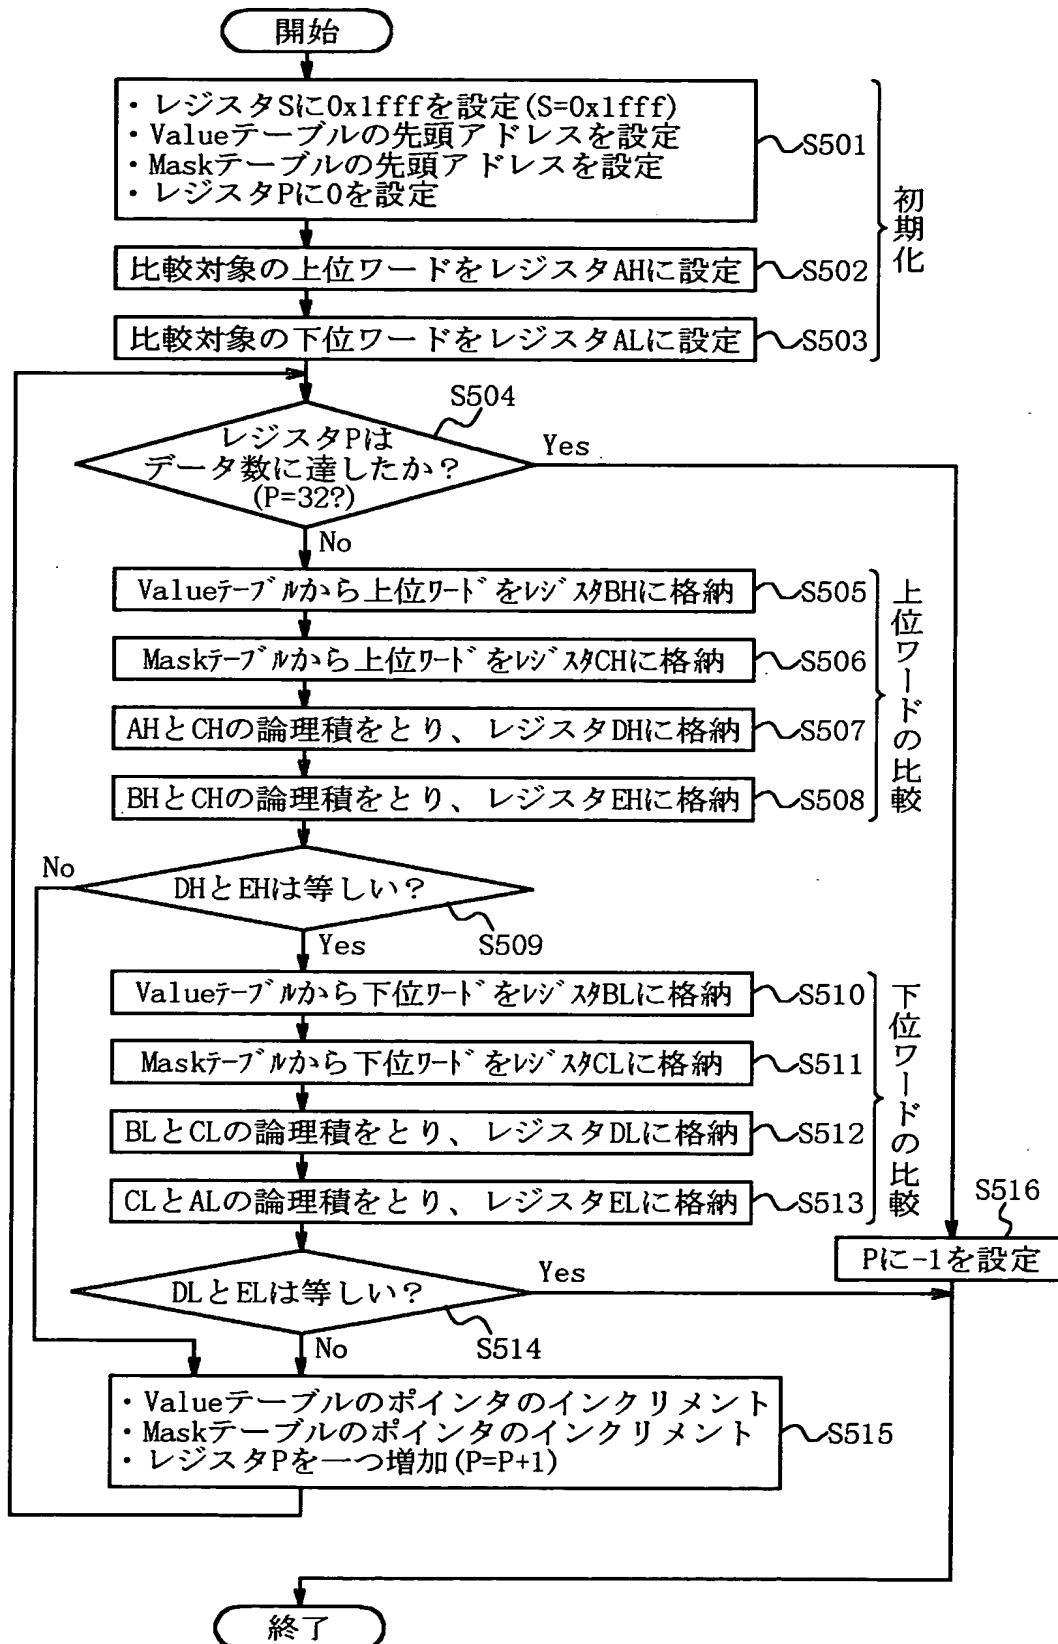 開始
・レジスタSに0x1fffを設定(S=0x1fff)
・Valueテーブルの先頭アドレスを設定
・Maskテーブルの先頭アドレスを設定
・レジスタPに0を設定
S501
比較対象の上位ワードをレジスタAHに設定
S502
比較対象の下位ワードをレジスタALに設定
S503
初期化
S504
レジスタPは
データ数に達したか？
(P=32?)
Yes
No
Valueﾃｰﾌﾞﾙから上位ﾜｰﾄﾞをﾚｼﾞｽﾀBHに格納
S505
Maskﾃｰﾌﾞﾙから上位ﾜｰﾄﾞをﾚｼﾞｽﾀCHに格納
S506
AHとCHの論理積をとり、レジスタDHに格納
S507
BHとCHの論理積をとり、レジスタEHに格納
S508
上位ワードの比較
No
DHとEHは等しい？
S509
Yes
Valueﾃｰﾌﾞﾙから下位ﾜｰﾄﾞをﾚｼﾞｽﾀBLに格納
S510
Maskﾃｰﾌﾞﾙから下位ﾜｰﾄﾞをﾚｼﾞｽﾀCLに格納
S511
BLとCLの論理積をとり、レジスタDLに格納
S512
CLとALの論理積をとり、レジスタELに格納
S513
下位ワードの比較
S516
Pに-1を設定
DLとELは等しい？
Yes
S514
No
・Valueテーブルのポインタのインクリメント
・Maskテーブルのポインタのインクリメント
・レジスタPを一つ増加(P=P+1)
S515
終了